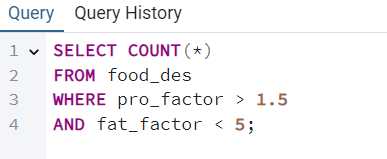 Query Query History
1 SELECT COUNT(*)
2 FROM food_des
3 WHERE pro_factor > 1.5
4 AND fat_factor < 5;